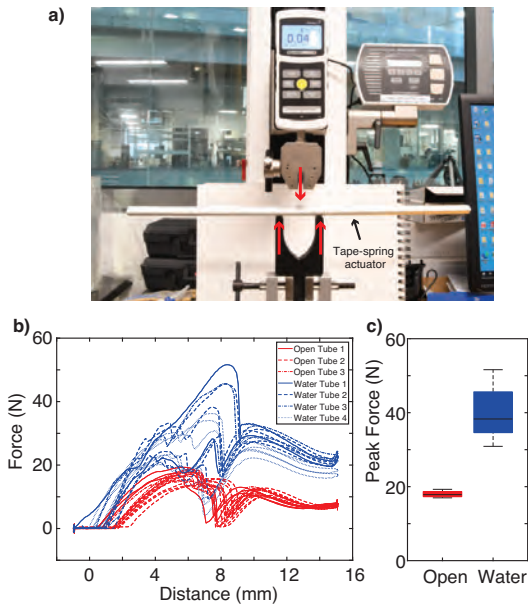 a)
0.04
Tape-spring
actuator
b)
60
40
20
0
Force (N)
0
4
8
12
16
Distance (mm)
Open Tube 1
Open Tube 2
Open Tube 3
Water Tube 1
Water Tube 2
Water Tube 3
Water Tube 4
c)
60
40
20
0
Peak Force (N)
Open
Water